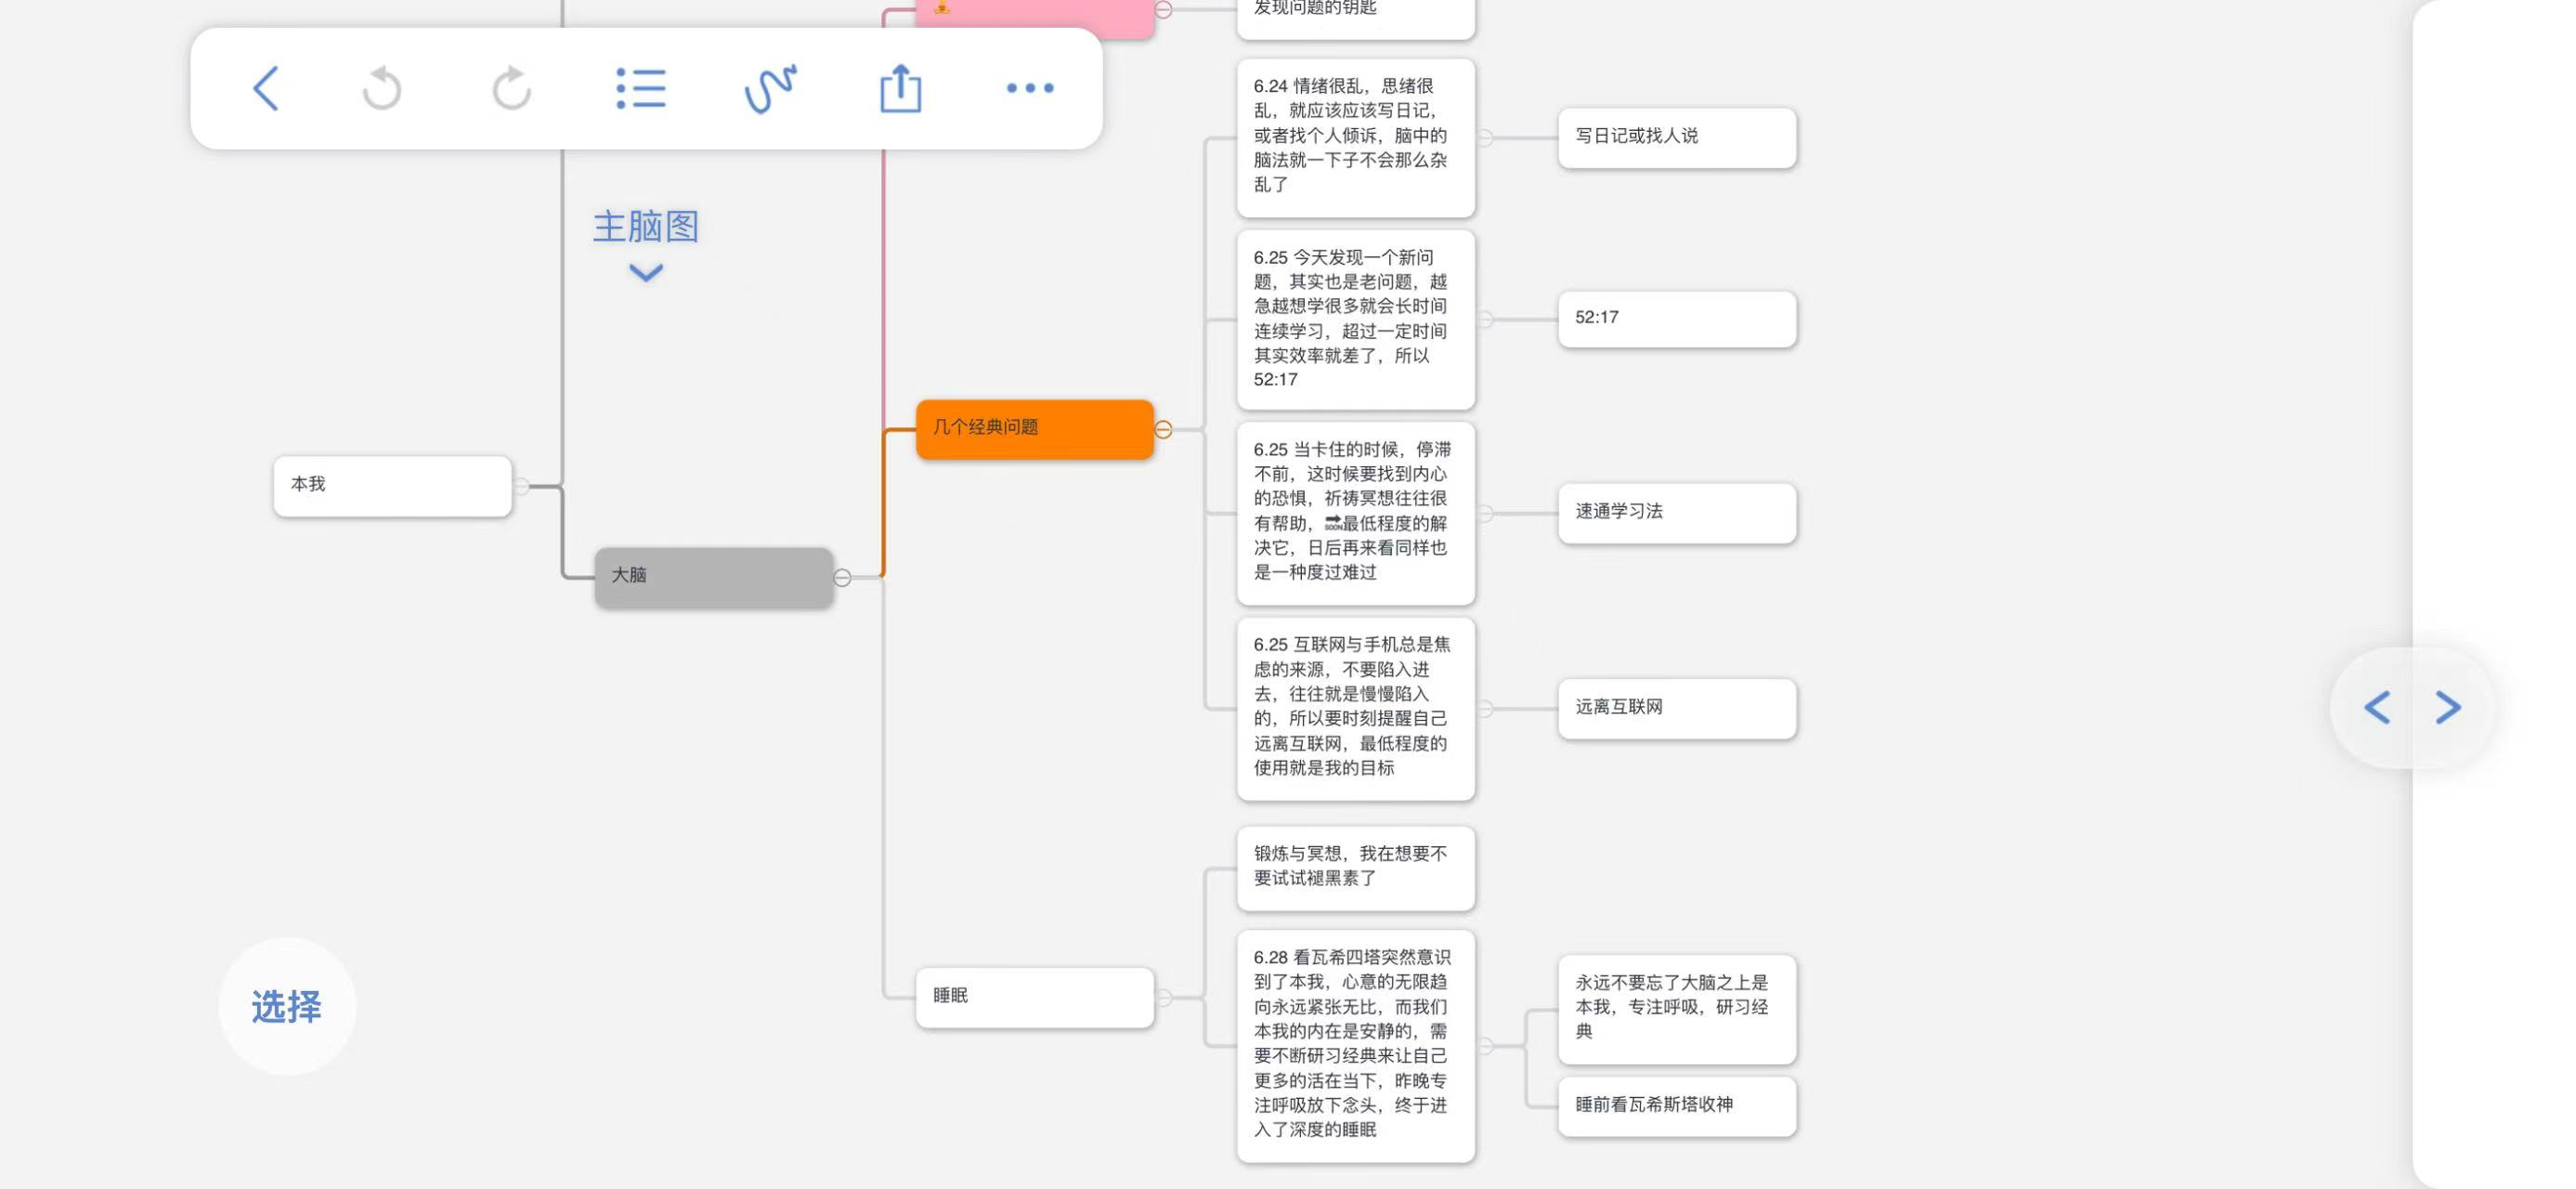 发现问题的钥匙
主脑图
本我
大脑
几个经典问题
6.24 情绪很乱，思绪很
乱，就应该应该写日记，
或者找个人倾诉，脑中的
脑法就一下子不会那么杂
乱了
写日记或找人说
6.25 今天发现一个新问
题，其实也是老问题，越
急越想学很多就会长时间
连续学习，超过一定时间
其实效率就差了，所以
52:17
52:17
6.25 当卡住的时候，停滞
不前，这时候要找到内心
的恐惧，祈祷冥想往往很
有帮助，🔜最低程度的解
决它，日后再来看同样也
是一种度过难过
速通学习法
6.25 互联网与手机总是焦
虑的来源，不要陷入进
去，往往就是慢慢陷入
的，所以要时刻提醒自己
远离互联网，最低程度的
使用就是我的目标
远离互联网
睡眠
锻炼与冥想，我在想要不
要试试褪黑素了
6.28 看瓦希四塔突然意识
到了本我，心意的无限趋
向永远紧张无比，而我们
本我的内在是安静的，需
要不断研习经典来让自己
更多的活在当下，昨晚专
注呼吸放下念头，终于进
入了深度的睡眠
永远不要忘了大脑之上是
本我，专注呼吸，研习经
典
睡前看瓦希斯塔收神
选择